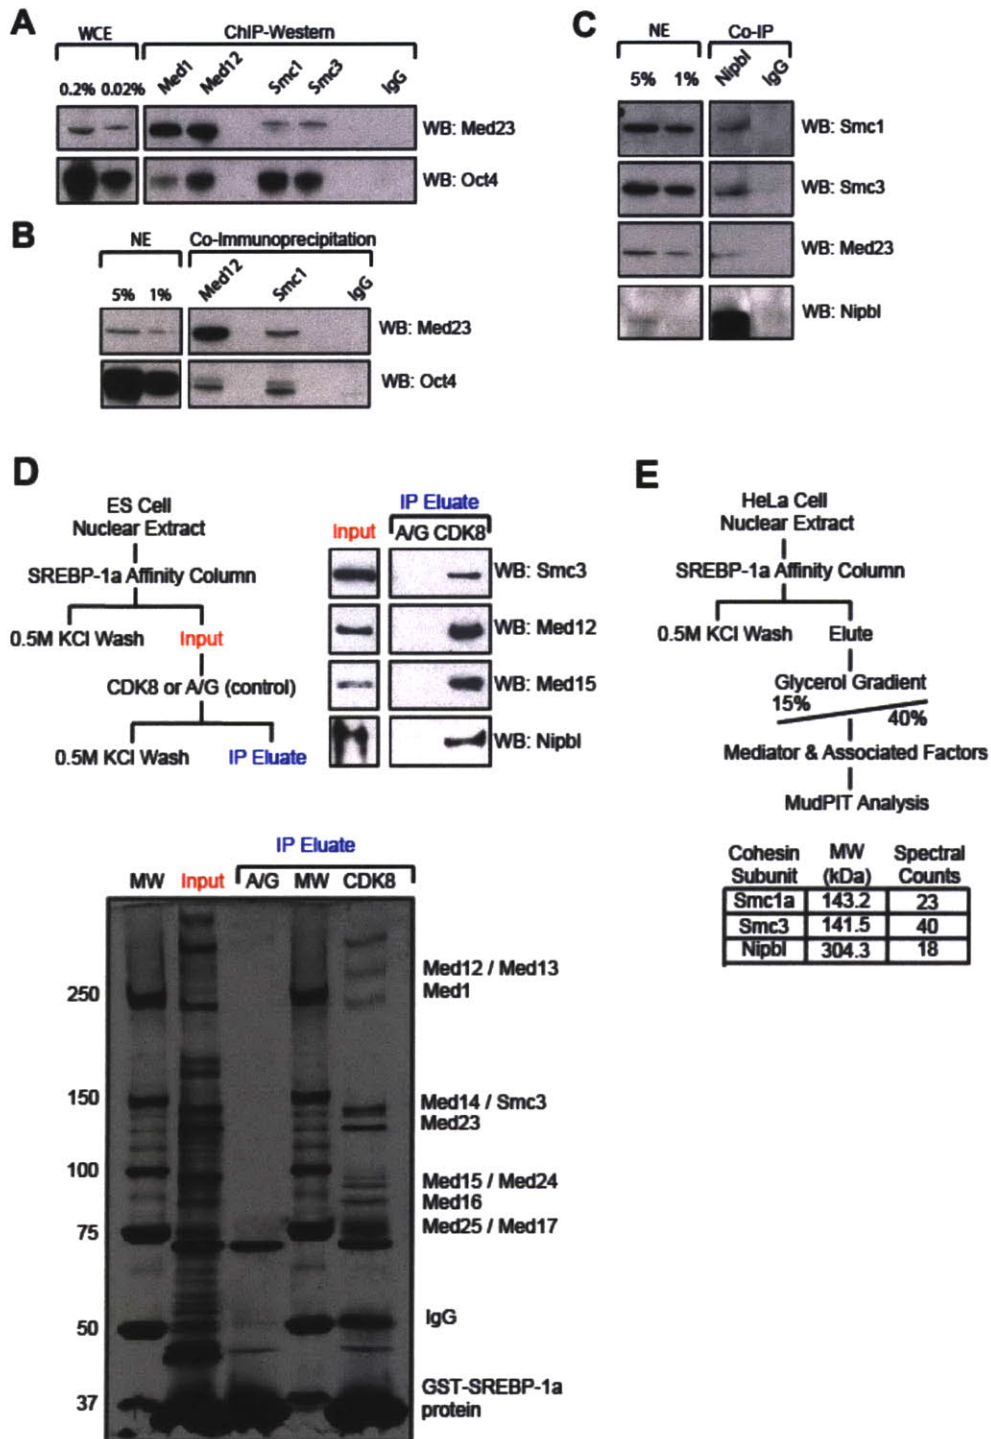 A
WCE ChIP-Western
0.2% 0.02% Med1 Med12 Smc1 Smc3 IgG
WB: Med23
WB: Oct4
B
NE Co-Immunoprecipitation
5% 1% Med12 Smc1 IgG
WB: Med23
WB: Oct4
C
NE Co-IP
5% 1% Nipbl IgG
WB: Smc1
WB: Smc3
WB: Med23
WB: Nipbl
D
ES Cell
Nuclear Extract
SREBP-1a Affinity Column
0.5M KCl Wash Input
CDK8 or A/G (control)
0.5M KCl Wash IP Eluate
IP Eluate
Input A/G CDK8
WB: Smc3
WB: Med12
WB: Med15
WB: Nipbl
IP Eluate
MW Input A/G MW CDK8
Med12 / Med13
250 Med1
150 Med14 / Smc3
Med23
100 Med15 / Med24
Med16
75 Med25 / Med17
50 IgG
37 GST-SREBP-1a
protein
E
HeLa Cell
Nuclear Extract
SREBP-1a Affinity Column
0.5M KCl Wash Elute
Glycerol Gradient
15% 40%
Mediator & Associated Factors
MudPIT Analysis
Cohesin MW Spectral
Subunit (kDa) Counts
Smc1a 143.2 23
Smc3 141.5 40
Nipbl 304.3 18